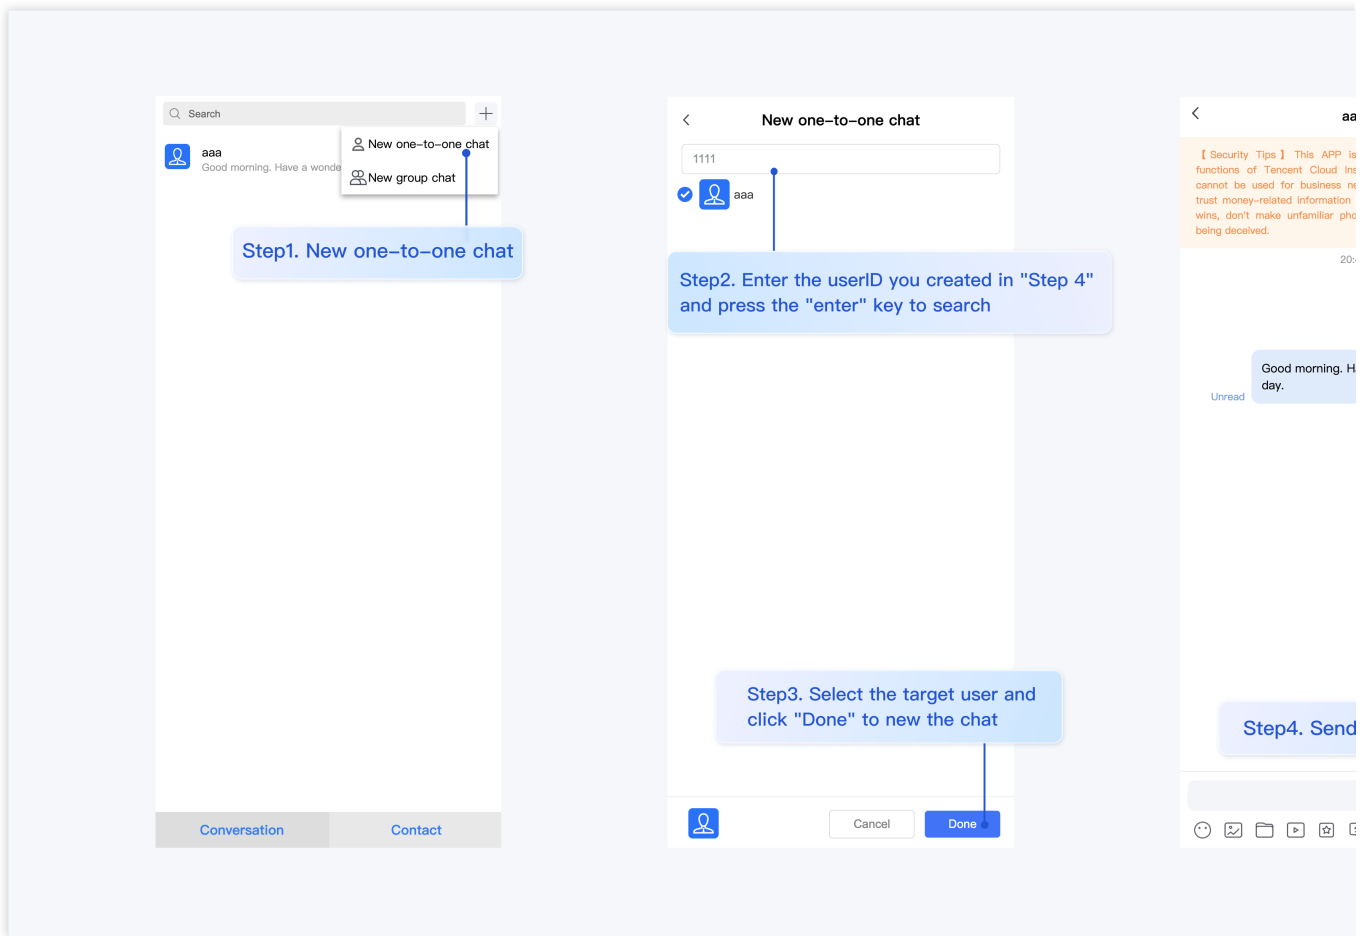 Search
New one-to-one chat
New group chat
aaa
Good morning. Have a
Step1. New one-to-one chat
Conversation
Contact
New one-to-one chat
1111
aaa
Step2. Enter the userID you created in "Step 4"
and press the "enter" key to search
Step3. Select the target user and
click "Done" to new the chat
Cancel
Done
【 Security Tips 】 This APP is
functions of Tencent Cloud
cannot be used for business
trust money-related information
wins, don't make unfamiliar
being deceived.
Good morning.
day.
Unread
Step4. Send